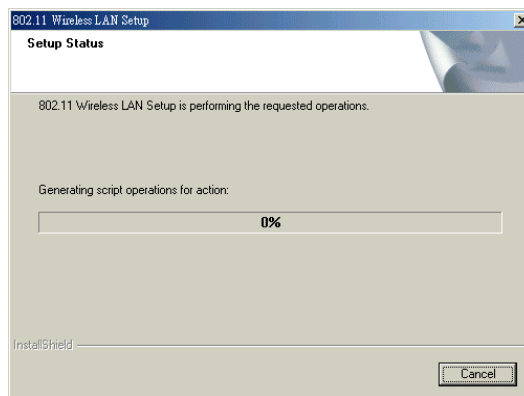 802.11 Wireless LAN Setup
Setup Status
802.11 Wireless LAN Setup is performing the requested operations.
Generating script operations for action:
0%
InstallShield
Cancel